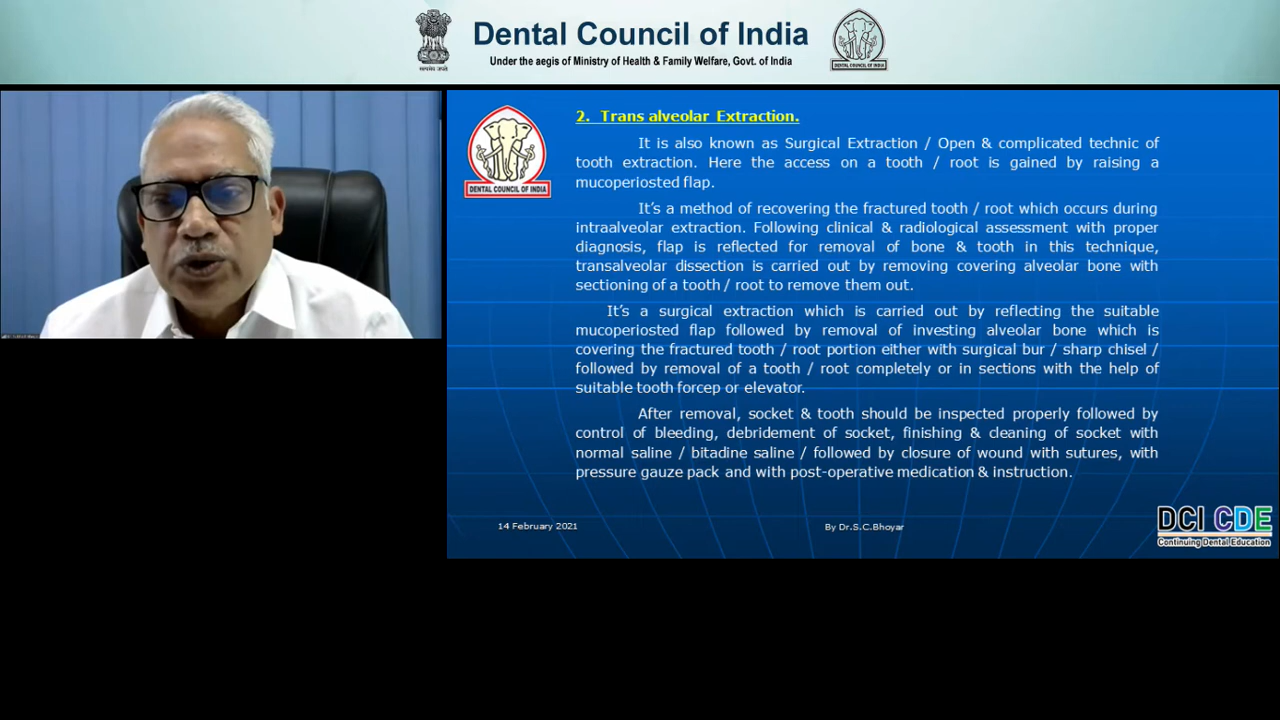 Dental Council of India
Under the aegis of Ministry of Health & Family Welfare, Govt. of India
DENTAL COUNCIL OF INDIA
2. Trans alveolar Extraction.
It is also known as Surgical Extraction / Open & complicated technic of
tooth extraction. Here the access on a tooth / root is gained by raising a
mucoperiosted flap.
It's a method of recovering the fractured tooth / root which occurs during
intraalveolar extraction. Following clinical & radiological assessment with proper
diagnosis, flap is reflected for removal of bone & tooth in this technique,
transalveolar dissection is carried out by removing covering alveolar bone with
sectioning of a tooth / root to remove them out.
It's a surgical extraction which is carried out by reflecting the suitable
mucoperiosted flap followed by removal of investing alveolar bone which is
covering the fractured tooth / root portion either with surgical bur / sharp chisel /
followed by removal of a tooth / root completely or in sections with the help of
suitable tooth forcep or elevator.
After removal, socket & tooth should be inspected properly followed by
control of bleeding, debridement of socket, finishing & cleaning of socket with
normal saline / bitadine saline / followed by closure of wound with sutures, with
pressure gauze pack and with post-operative medication & instruction.
14 February 2021
By Dr.S.C.Bhoyar
DCI CDE
Continuing Dental Education